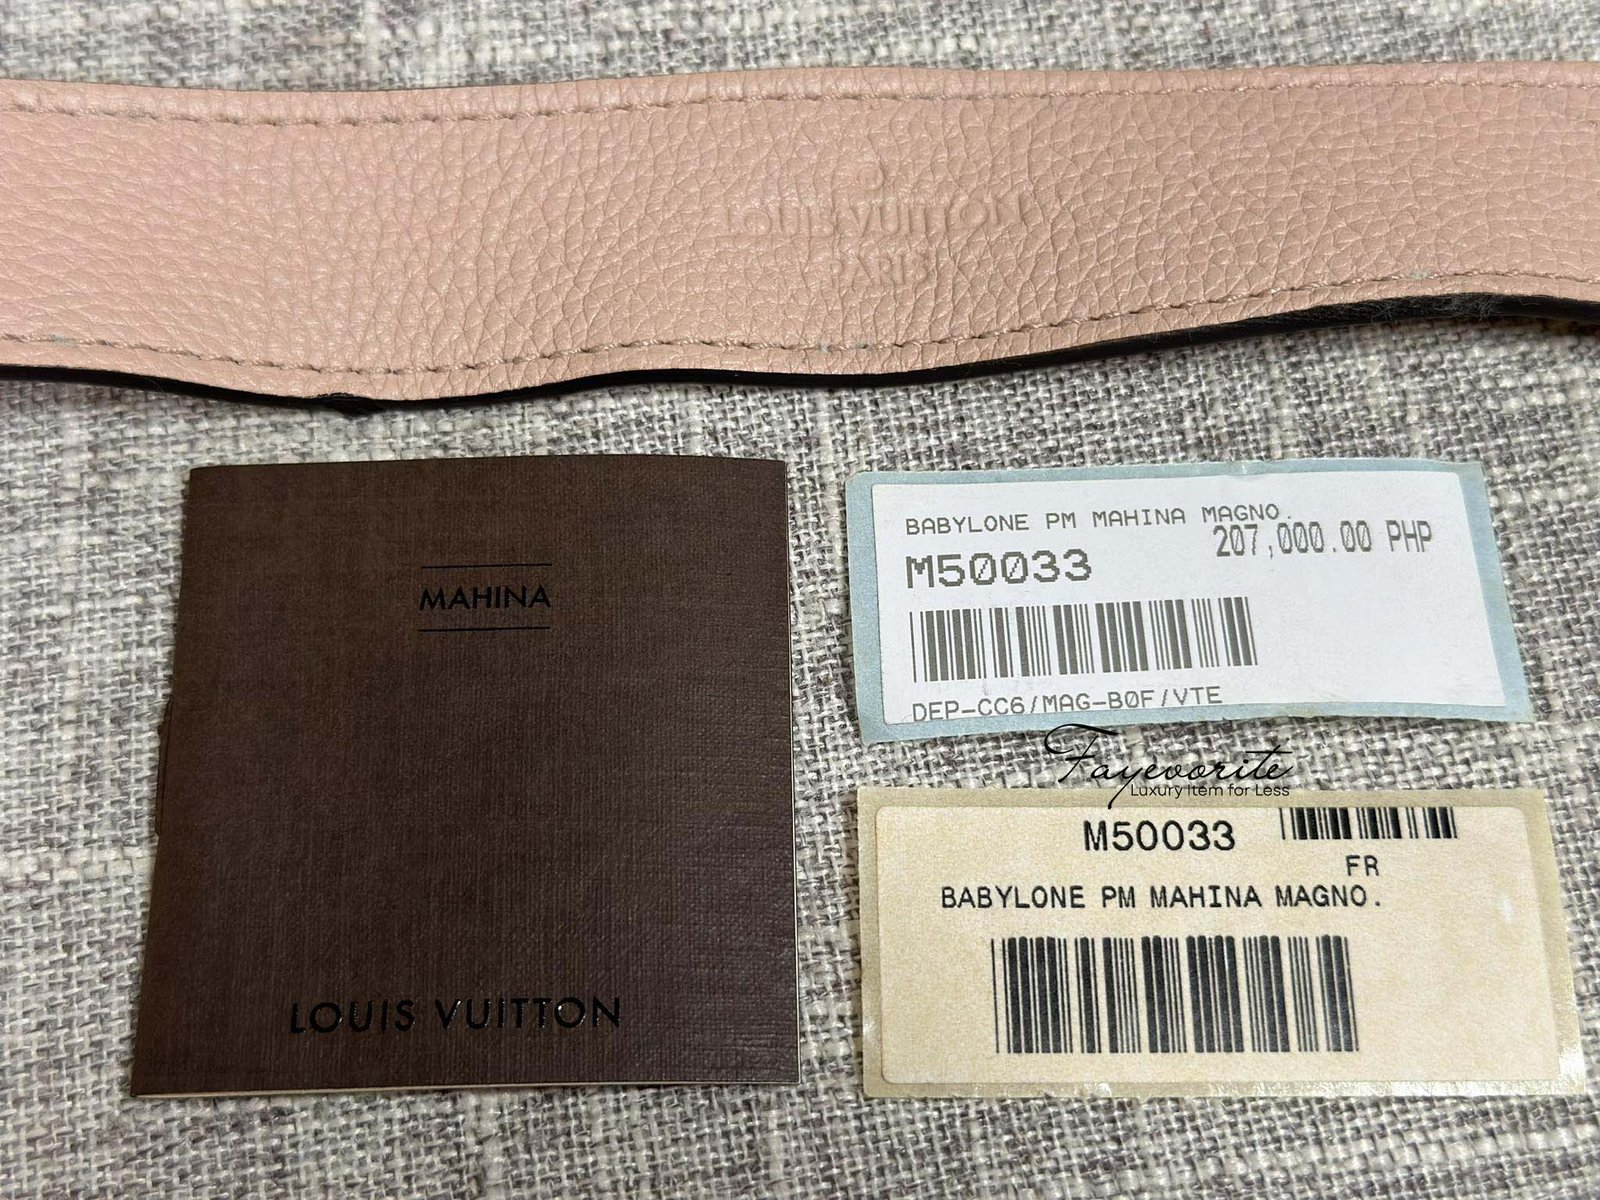 LOUIS VUITTON
PARIS
MAHINA
LOUIS VUITTON
BABYLONE PM MAHINA MAGNO.
207,000.00 PHP
M50033
DEP-CC6/MAG-B0F/VTE
Fayevorite
Luxury Item for Less
M50033
FR
BABYLONE PM MAHINA MAGNO.